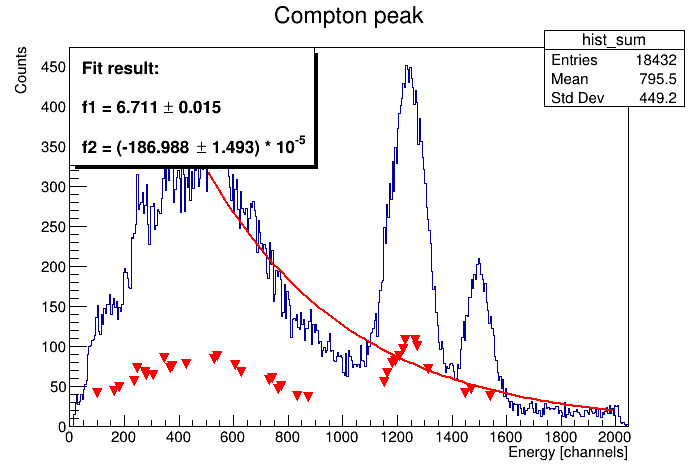 Compton peak
hist_sum
Entries 18432
Mean 795.5
Std Dev 449.2
Fit result:
f1 = 6.711 ± 0.015
f2 = (-186.988 ± 1.493) * 10^-5
Counts
450
400
350
300
250
200
150
100
50
0
0 200 400 600 800 1000 1200 1400 1600 1800 2000
Energy [channels]